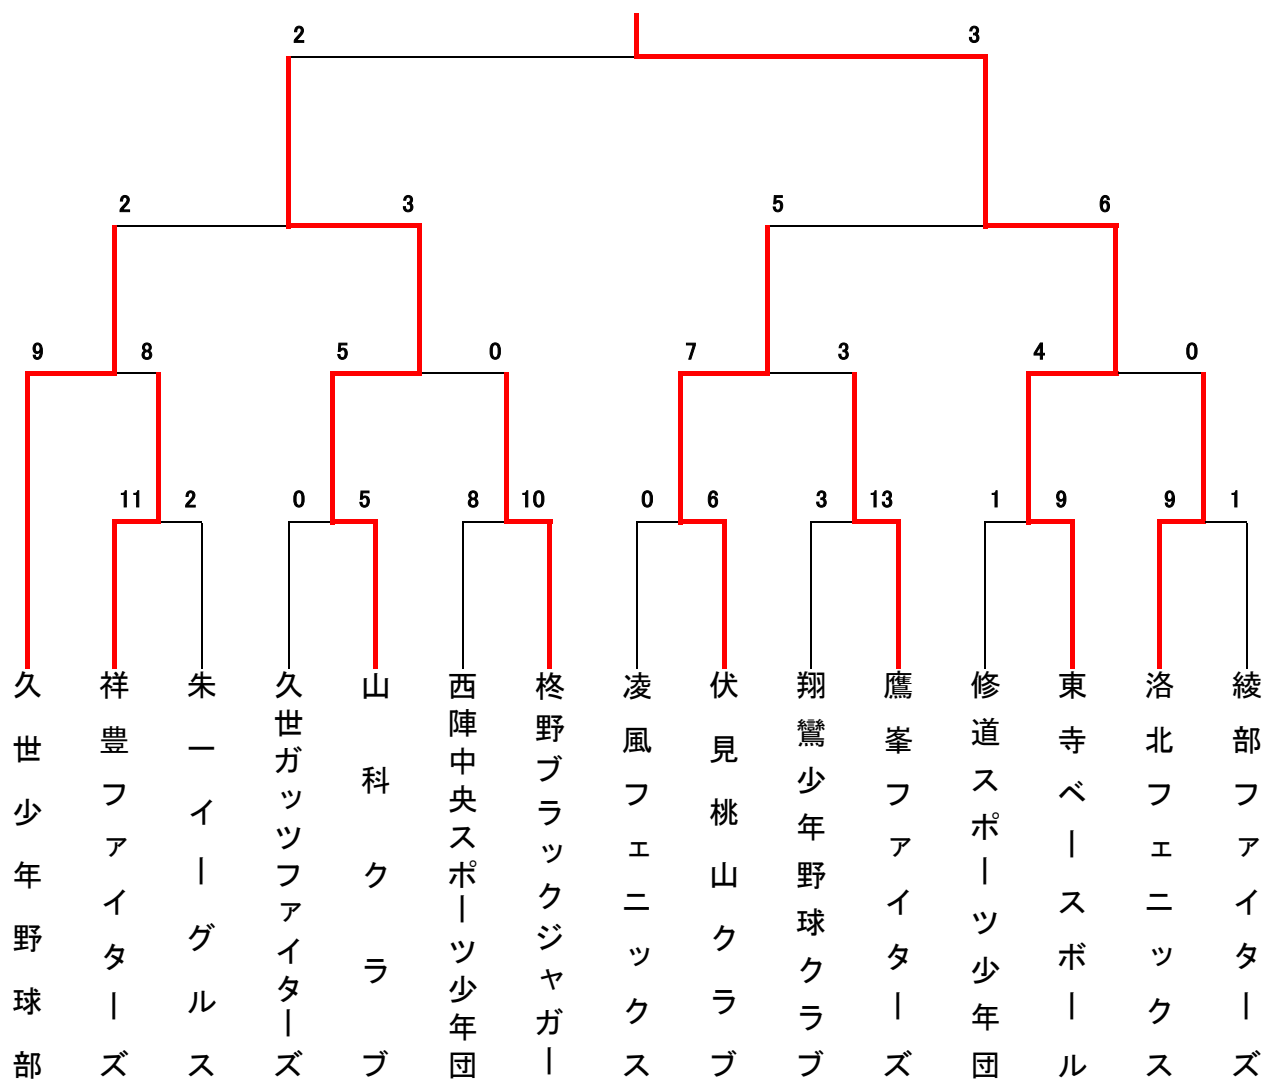 2 3
2 3 5 6
9 8 5 0 7 3 4 0
11 2 0 5 8 10 0 6 3 13 1 9 9 1
久世少年野球部
祥豊ファイターズ
朱一イーグルス
久世ガッツファイターズ
山科クラブ
西陣中央スポーツ少年団
柊野ブラックジャガー
凌風フェニックス
伏見桃山クラブ
翔鸞少年野球クラブ
鷹峯ファイターズ
修道スポーツ少年団
東寺ベースボール
洛北フェニックス
綾部ファイターズ